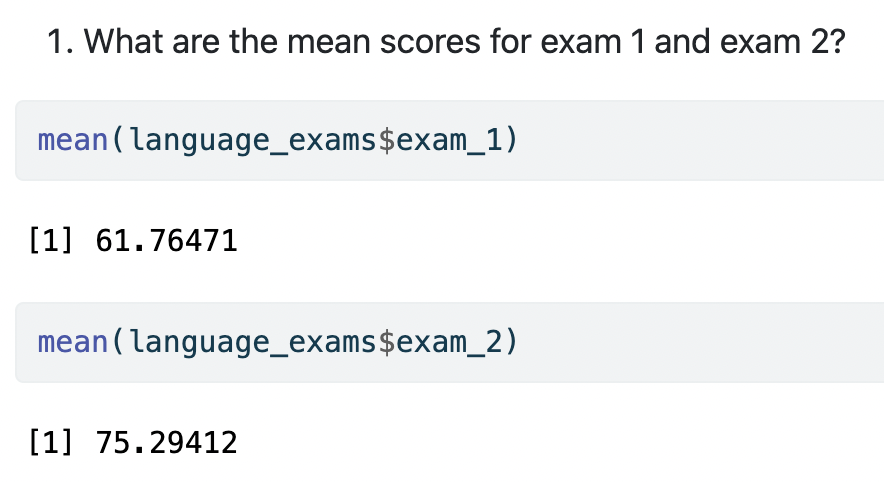 1. What are the mean scores for exam 1 and exam 2?
mean(language_exams$exam_1)
[1] 61.76471
mean(language_exams$exam_2)
[1] 75.29412